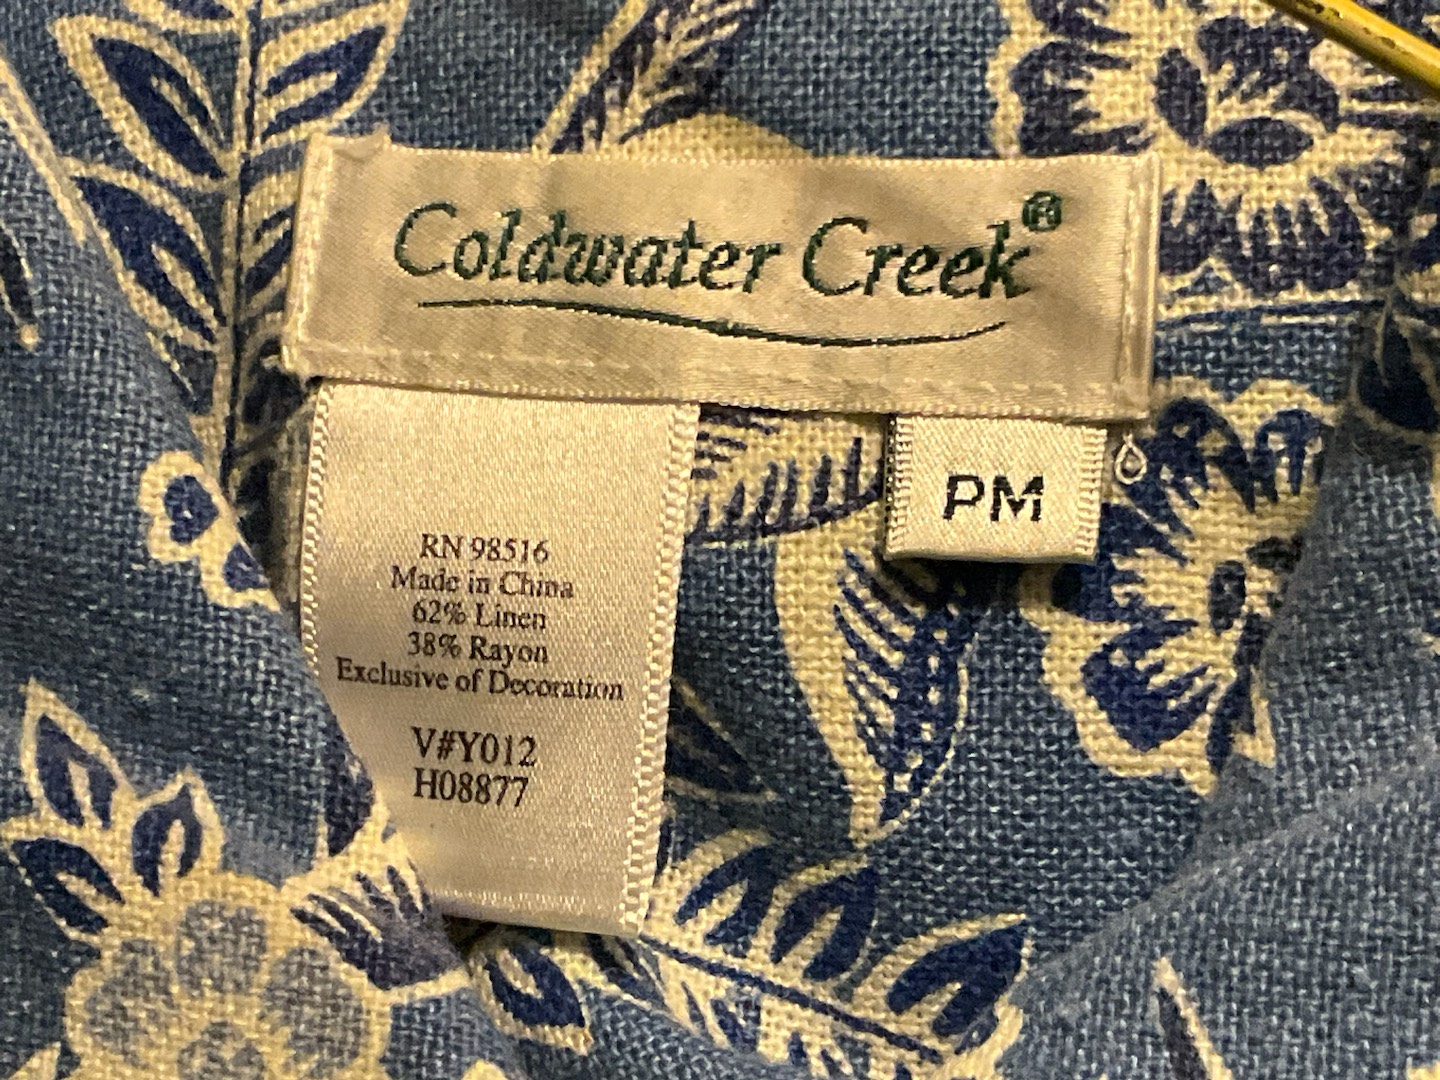 Coldwater Creek®
PM
RN 98516
Made in China
62% Linen
38% Rayon
Exclusive of Decoration
V#Y012
H08877